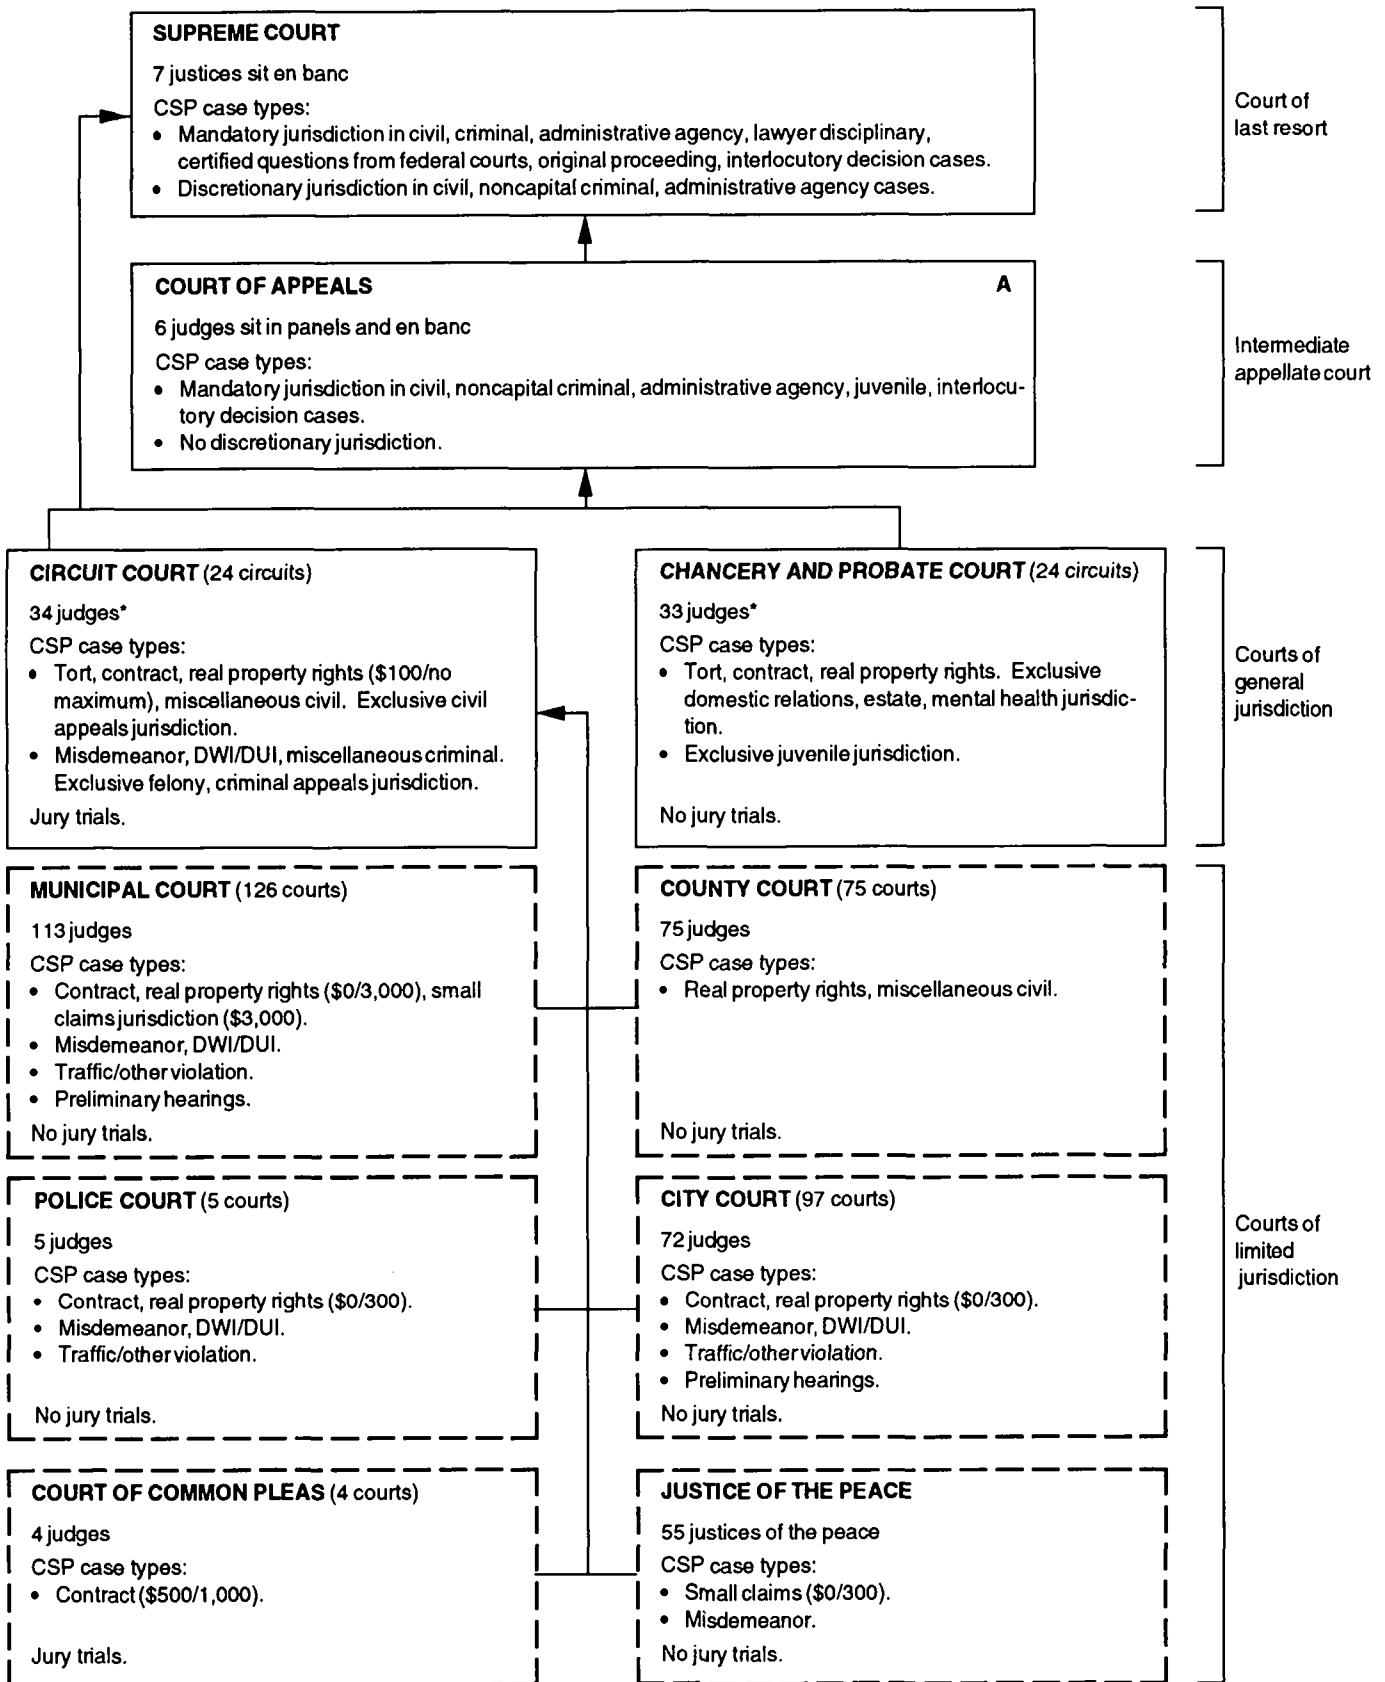 SUPREME COURT
7 justices sit en banc
CSP case types:
• Mandatory jurisdiction in civil, criminal, administrative agency, lawyer disciplinary,
certified questions from federal courts, original proceeding, interlocutory decision cases.
• Discretionary jurisdiction in civil, noncapital criminal, administrative agency cases.
Court of
last resort
COURT OF APPEALS A
6 judges sit in panels and en banc
CSP case types:
• Mandatory jurisdiction in civil, noncapital criminal, administrative agency, juvenile, interlocu-
tory decision cases.
• No discretionary jurisdiction.
Intermediate
appellate court
CIRCUIT COURT (24 circuits)
34 judges*
CSP case types:
• Tort, contract, real property rights ($100/no
maximum), miscellaneous civil. Exclusive civil
appeals jurisdiction.
• Misdemeanor, DWI/DUI, miscellaneous criminal.
Exclusive felony, criminal appeals jurisdiction.
Jury trials.
CHANCERY AND PROBATE COURT (24 circuits)
33 judges*
CSP case types:
• Tort, contract, real property rights. Exclusive
domestic relations, estate, mental health jurisdic-
tion.
• Exclusive juvenile jurisdiction.
No jury trials.
Courts of
general
jurisdiction
MUNICIPAL COURT (126 courts)
113 judges
CSP case types:
• Contract, real property rights ($0/3,000), small
claims jurisdiction ($3,000).
• Misdemeanor, DWI/DUI.
• Traffic/other violation.
• Preliminary hearings.
No jury trials.
COUNTY COURT (75 courts)
75 judges
CSP case types:
• Real property rights, miscellaneous civil.
No jury trials.
POLICE COURT (5 courts)
5 judges
CSP case types:
• Contract, real property rights ($0/300).
• Misdemeanor, DWI/DUI.
• Traffic/other violation.
No jury trials.
CITY COURT (97 courts)
72 judges
CSP case types:
• Contract, real property rights ($0/300).
• Misdemeanor, DWI/DUI.
• Traffic/other violation.
• Preliminary hearings.
No jury trials.
Courts of
limited
jurisdiction
COURT OF COMMON PLEAS (4 courts)
4 judges
CSP case types:
• Contract ($500/1,000).
Jury trials.
JUSTICE OF THE PEACE
55 justices of the peace
CSP case types:
• Small claims ($0/300).
• Misdemeanor.
No jury trials.